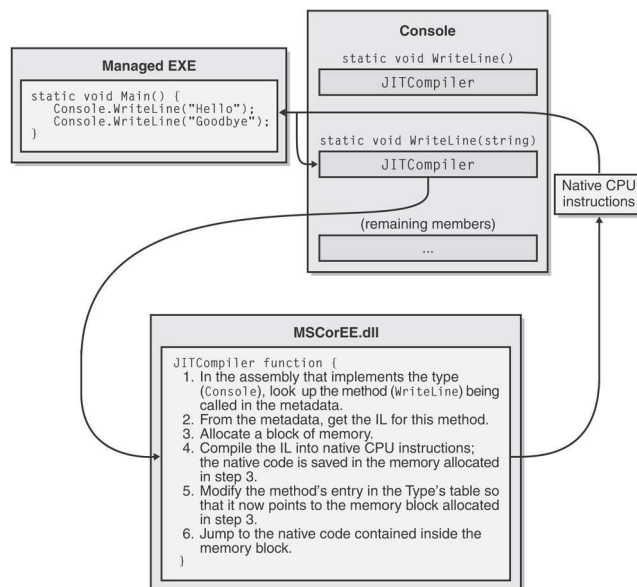 Console
static void WriteLine()
JITCompiler
Managed EXE
static void Main() {
Console.WriteLine("Hello");
Console.WriteLine("Goodbye");
}
static void WriteLine(string)
JITCompiler
Native CPU
instructions
(remaining members)
...
MSCorEE.dll
JITCompiler function {
1. In the assembly that implements the type
(Console), look up the method (WriteLine) being
called in the metadata.
2. From the metadata, get the IL for this method.
3. Allocate a block of memory.
4. Compile the IL into native CPU instructions;
the native code is saved in the memory allocated
in step 3.
5. Modify the method's entry in the Type's table so
that it now points to the memory block allocated
in step 3.
6. Jump to the native code contained inside the
memory block.
}